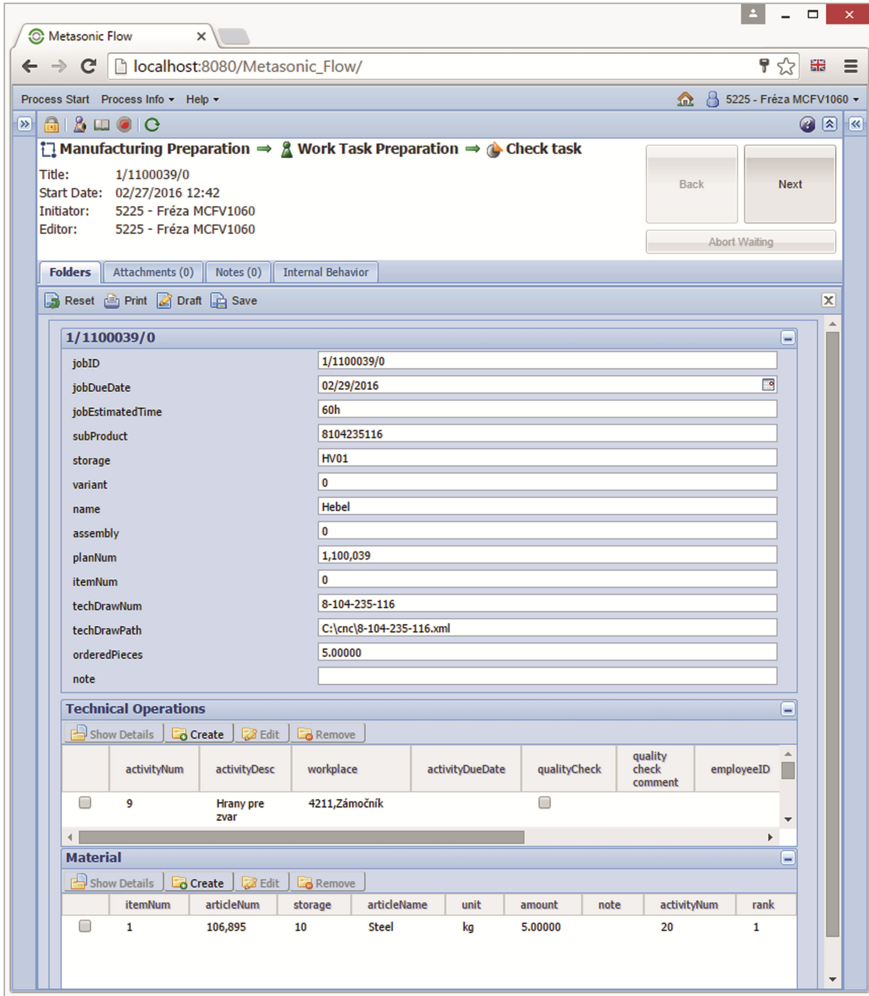 Metasonic Flow
localhost:8080/Metasonic_Flow/
Process Start Process Info Help 5225 - Fréza MCFV1060
Manufacturing Preparation ⇒ Work Task Preparation ⇒ Check task
Title: 1/1100039/0
Start Date: 02/27/2016 12:42
Initiator: 5225 - Fréza MCFV1060
Editor: 5225 - Fréza MCFV1060
Back Next
Abort Waiting
Folders Attachments (0) Notes (0) Internal Behavior
Reset Print Draft Save
1/1100039/0
jobID 1/1100039/0
jobDueDate 02/29/2016
jobEstimatedTime 60h
subProduct 8104235116
storage HV01
variant 0
name Hebel
assembly 0
planNum 1,100,039
itemNum 0
techDrawNum 8-104-235-116
techDrawPath C:\cnc\8-104-235-116.xml
orderedPieces 5.00000
note
Technical Operations
Show Details Create Edit Remove
activityNum activityDesc workplace activityDueDate qualityCheck quality check comment employeeID
9 Hrany pre zvar 4211,Zámočník
Material
Show Details Create Edit Remove
itemNum articleNum storage articleName unit amount note activityNum rank
1 106,895 10 Steel kg 5.00000 20 1